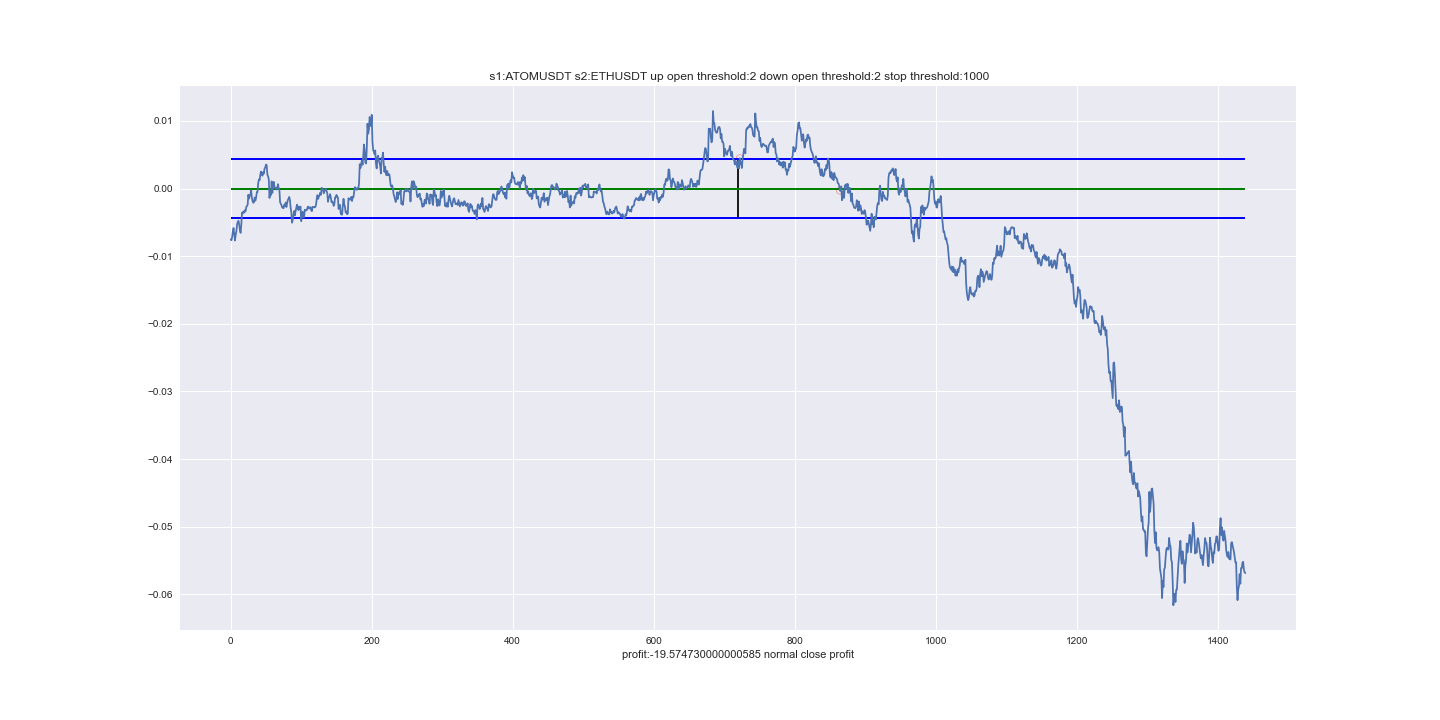 s1:ATOMUSDT s2:ETHUSDT up open threshold:2 down open threshold:2 stop threshold:1000
0.01
0.00
−0.01
−0.02
−0.03
−0.04
−0.05
−0.06
0 200 400 600 800 1000 1200 1400
profit:-19.574730000000585 normal close profit